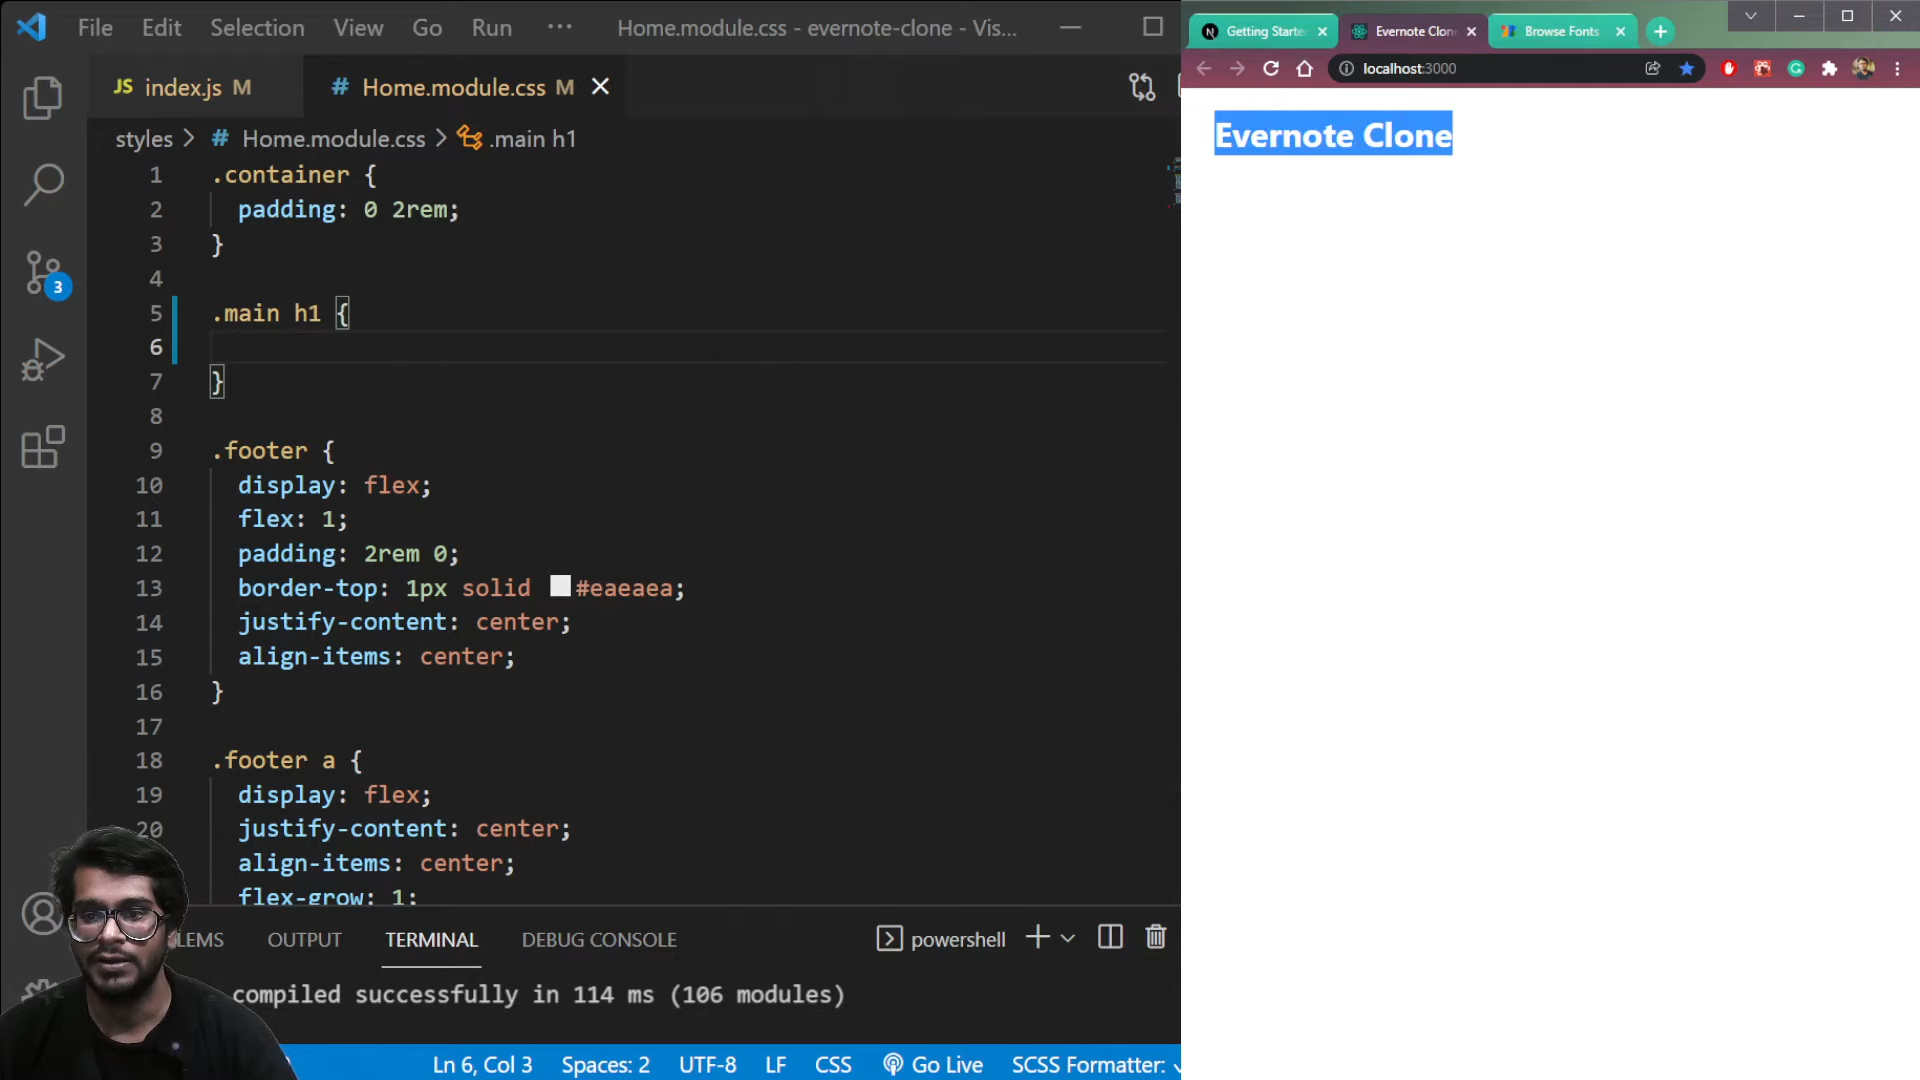 File Edit Selection View Go Run ··· Home.module.css - evernote-clone - Vis...
JS index.js M # Home.module.css M
styles > # Home.module.css > .main h1
1 .container {
2 padding: 0 2rem;
3 }
4
5 .main h1 {
6
7 }
8
9 .footer {
10 display: flex;
11 flex: 1;
12 padding: 2rem 0;
13 border-top: 1px solid #eaeaea;
14 justify-content: center;
15 align-items: center;
16 }
17
18 .footer a {
19 display: flex;
20 justify-content: center;
align-items: center;
flex-grow: 1;
3
LEMS OUTPUT TERMINAL DEBUG CONSOLE powershell
compiled successfully in 114 ms (106 modules)
Ln 6, Col 3 Spaces: 2 UTF-8 LF CSS Go Live SCSS Formatter:
Getting Starte Evernote Clon Browse Fonts
localhost:3000
Evernote Clone